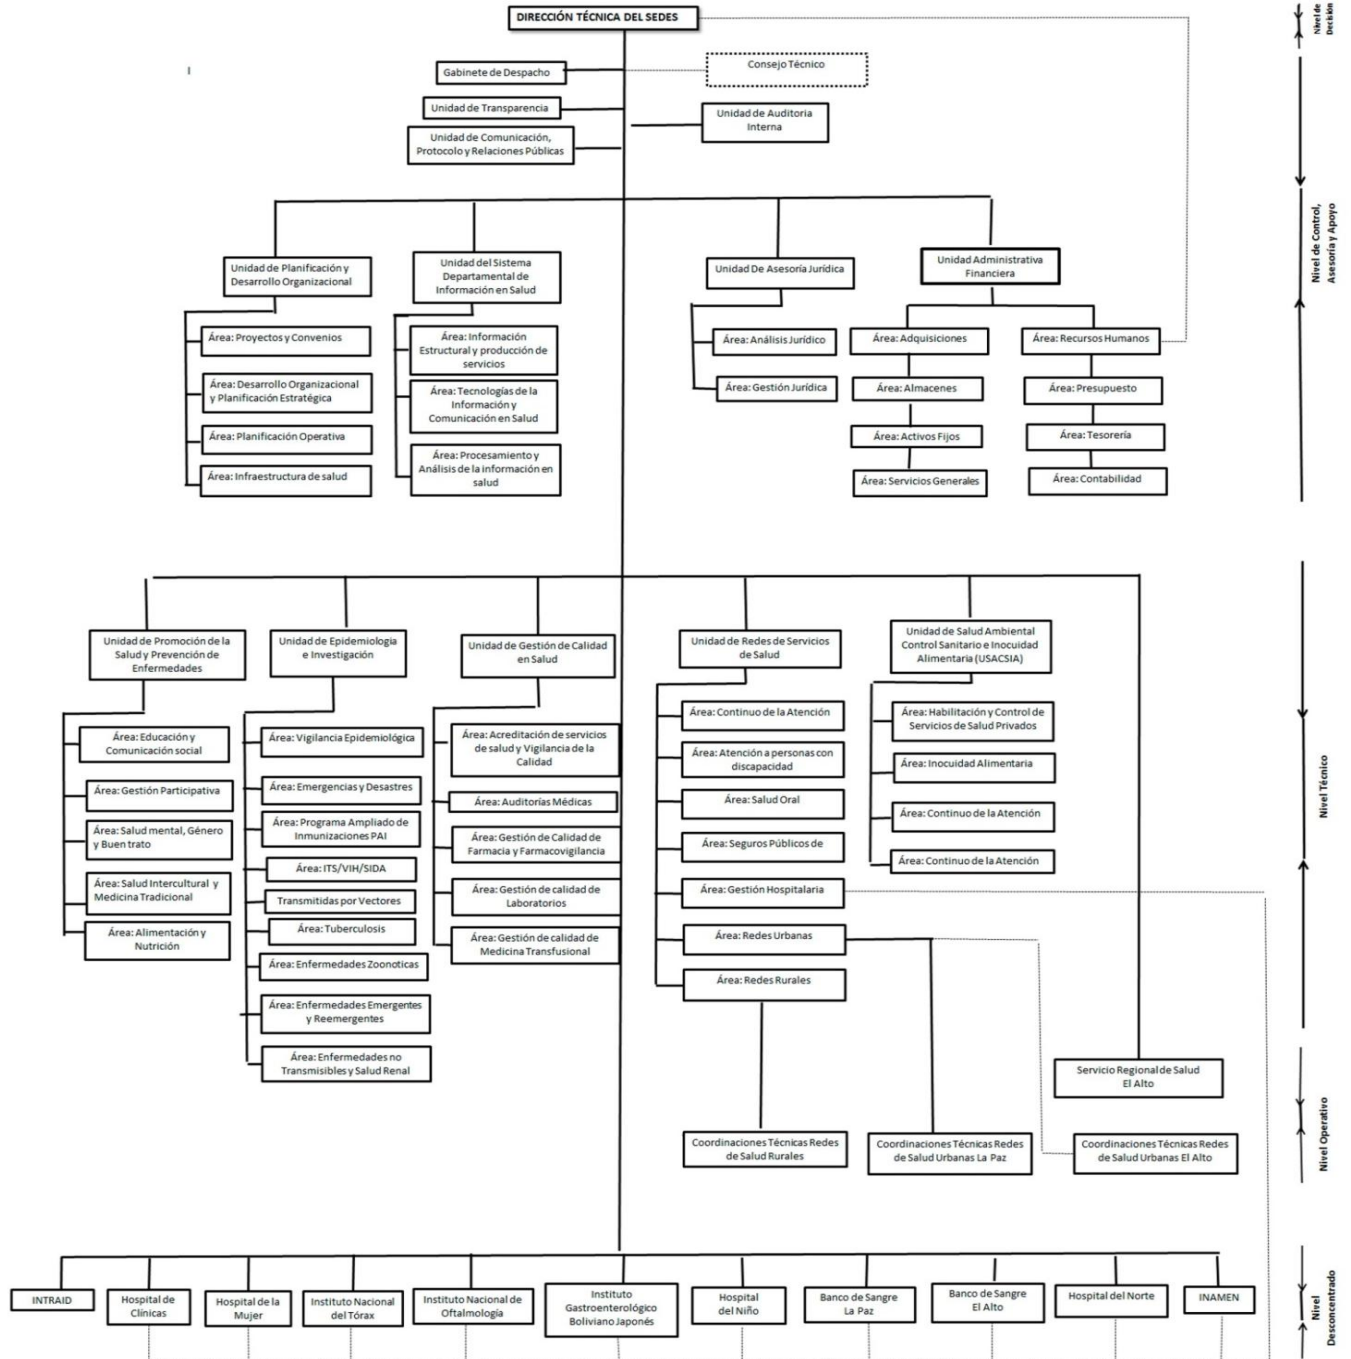 DIRECCIÓN TÉCNICA DEL SEDES
Nivel de
Decisión
Gabinete de Despacho
Consejo Técnico
Unidad de Transparencia
Unidad de Auditoria
Interna
Unidad de Comunicación,
Protocolo y Relaciones Públicas
Nivel de Control,
Asesoría y Apoyo
Unidad de Planificación y
Desarrollo Organizacional
Unidad del Sistema
Departamental de
Información en Salud
Unidad De Asesoría Jurídica
Unidad Administrativa
Financiera
Área: Proyectos y Convenios
Área: Desarrollo Organizacional
y Planificación Estratégica
Área: Planificación Operativa
Área: Infraestructura de salud
Área: Información
Estructural y producción de
servicios
Área: Tecnologías de la
Información y
Comunicación en Salud
Área: Procesamiento y
Análisis de la información en
salud
Área: Análisis Jurídico
Área: Gestión Jurídica
Área: Adquisiciones
Área: Almacenes
Área: Activos Fijos
Área: Servicios Generales
Área: Recursos Humanos
Área: Presupuesto
Área: Tesorería
Área: Contabilidad
Unidad de Promoción de la
Salud y Prevención de
Enfermedades
Unidad de Epidemiologia
e Investigación
Unidad de Gestión de Calidad
en Salud
Unidad de Redes de Servicios
de Salud
Unidad de Salud Ambiental
Control Sanitario e Inocuidad
Alimentaria (USACSIA)
Nivel Técnico
Área: Educación y
Comunicación social
Área: Gestión Participativa
Área: Salud mental, Género
y Buen trato
Área: Salud Intercultural y
Medicina Tradicional
Área: Alimentación y
Nutrición
Área: Vigilancia Epidemiológica
Área: Emergencias y Desastres
Área: Programa Ampliado de
Inmunizaciones PAI
Área: ITS/VIH/SIDA
Transmitidas por Vectores
Área: Tuberculosis
Área: Enfermedades Zoonoticas
Área: Enfermedades Emergentes
y Reemergentes
Área: Enfermedades no
Transmisibles y Salud Renal
Área: Acreditación de servicios
de salud y Vigilancia de la
Calidad
Área: Auditorías Médicas
Área: Gestión de Calidad de
Farmacia y Farmacovigilancia
Área: Gestión de calidad de
Laboratorios
Área: Gestión de calidad de
Medicina Transfusional
Área: Continuo de la Atención
Área: Atención a personas con
discapacidad
Área: Salud Oral
Área: Seguros Públicos de
Área: Gestión Hospitalaria
Área: Redes Urbanas
Área: Redes Rurales
Área: Habilitación y Control de
Servicios de Salud Privados
Área: Inocuidad Alimentaria
Área: Continuo de la Atención
Área: Continuo de la Atención
Servicio Regional de Salud
El Alto
Nivel Operativo
Coordinaciones Técnicas Redes
de Salud Rurales
Coordinaciones Técnicas Redes
de Salud Urbanas La Paz
Coordinaciones Técnicas Redes
de Salud Urbanas El Alto
Nivel
Desconcentrado
INTRAID
Hospital de
Clínicas
Hospital de la
Mujer
Instituto Nacional
del Tórax
Instituto Nacional de
Oftalmología
Instituto
Gastroenterológico
Boliviano Japonés
Hospital
del Niño
Banco de Sangre
La Paz
Banco de Sangre
El Alto
Hospital del Norte
INAMEN